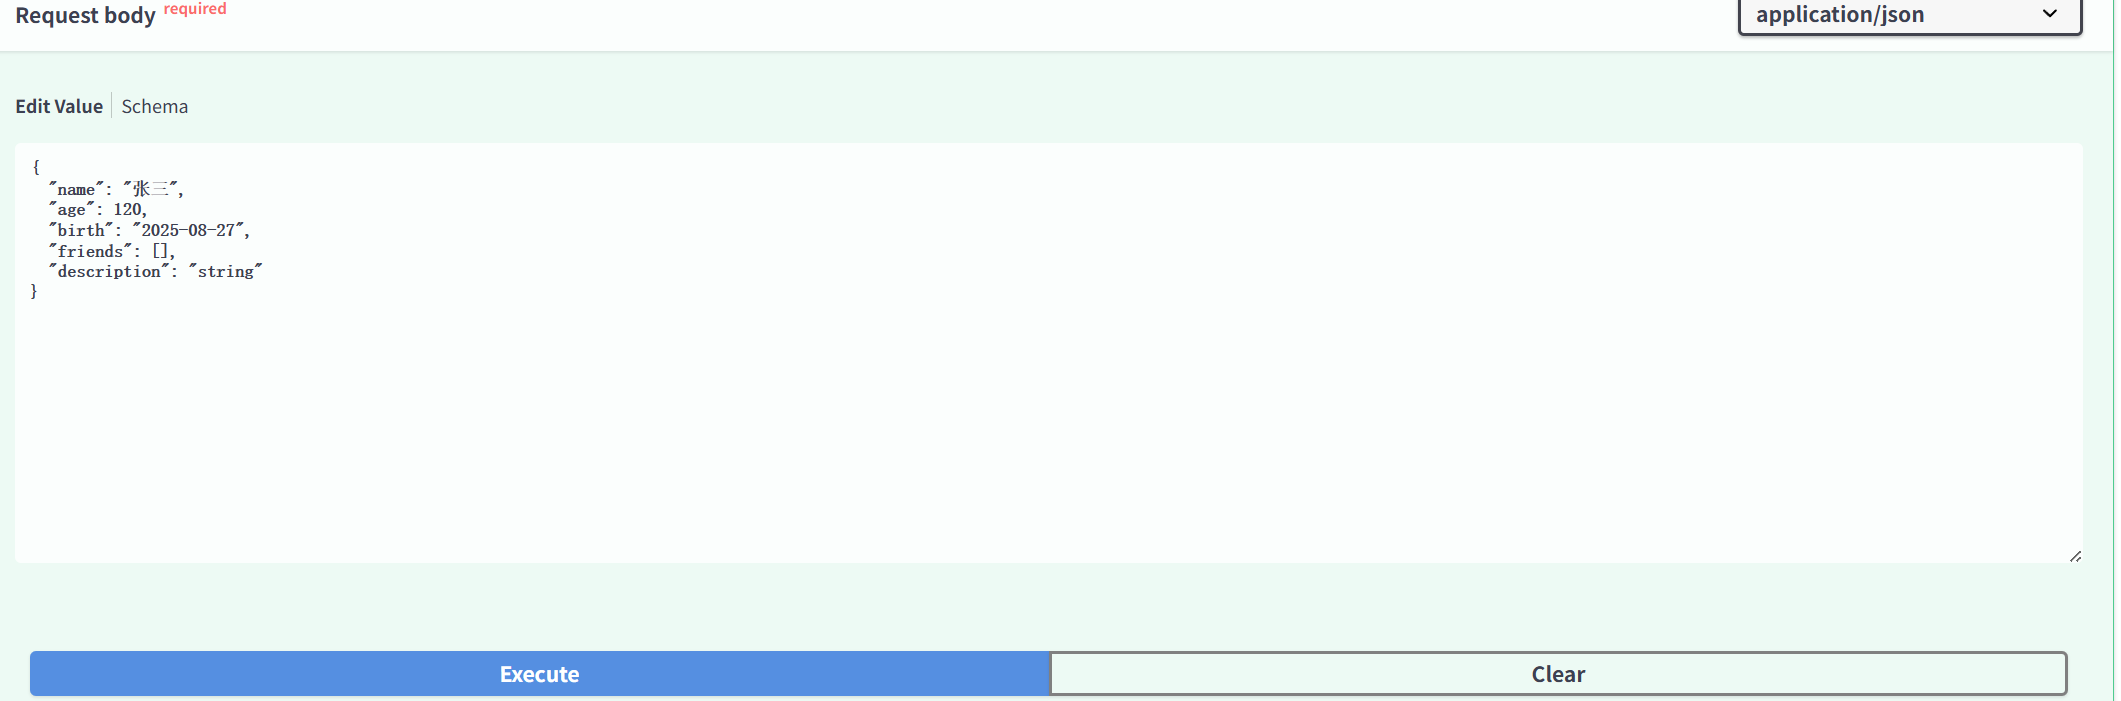 Request body required
application/json
Edit Value
Schema
{
  "name": "张三",
  "age": 120,
  "birth": "2025-08-27",
  "friends": [],
  "description": "string"
}
Execute
Clear